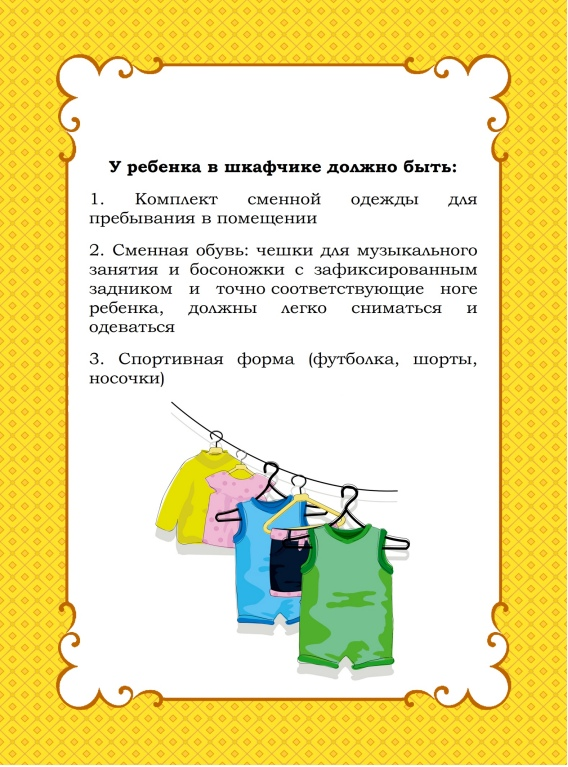 У ребенка в шкафчике должно быть:
1. Комплект сменной одежды для
пребывания в помещении
2. Сменная обувь: чешки для музыкального
занятия и босоножки с зафиксированным
задником и точно соответствующие ноге
ребенка, должны легко сниматься и
одеваться
3. Спортивная форма (футболка, шорты,
носочки)